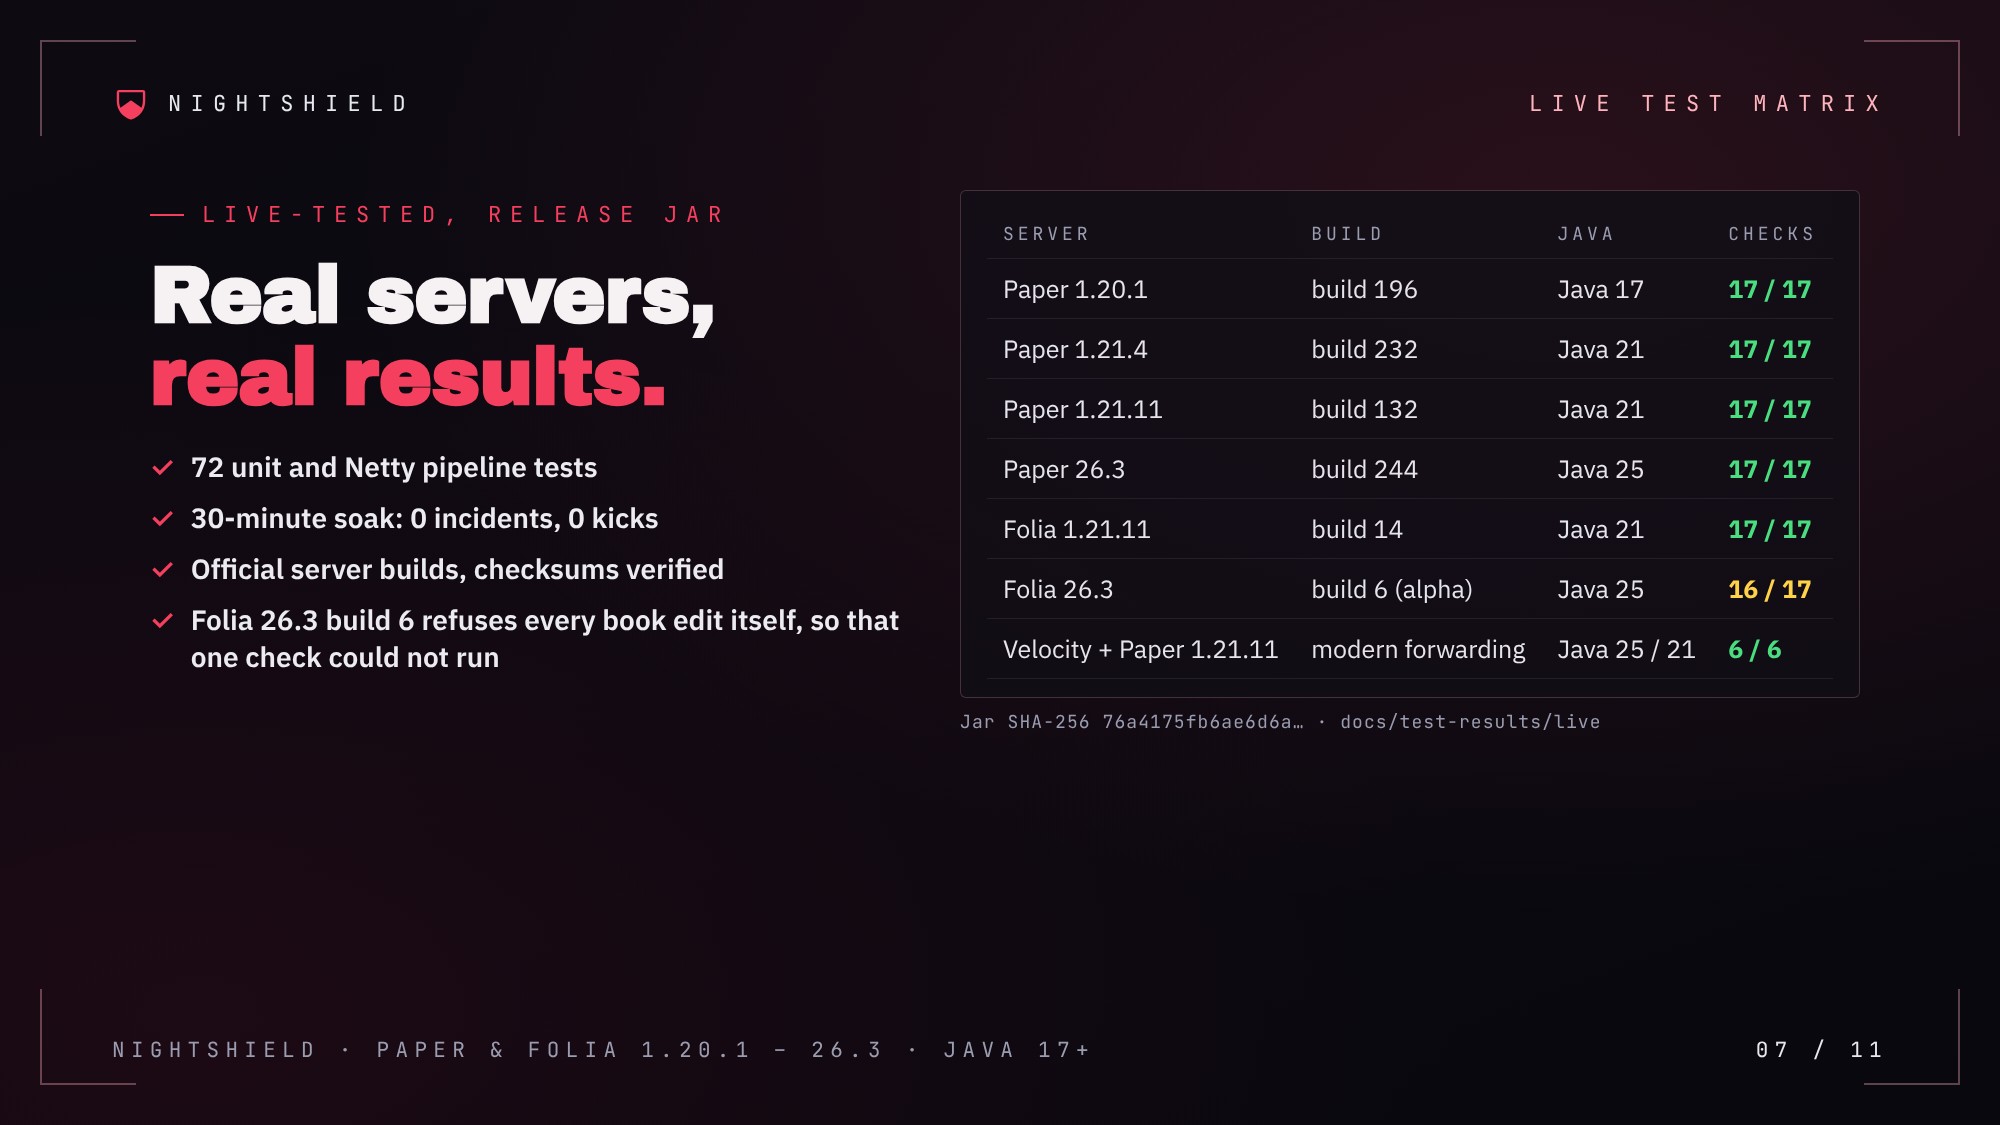 NIGHTSHIELD
LIVE TEST MATRIX
LIVE-TESTED, RELEASE JAR
Real servers,
real results.
72 unit and Netty pipeline tests
30-minute soak: 0 incidents, 0 kicks
Official server builds, checksums verified
Folia 26.3 build 6 refuses every book edit itself, so that
one check could not run
SERVER BUILD JAVA CHECKS
Paper 1.20.1 build 196 Java 17 17 / 17
Paper 1.21.4 build 232 Java 21 17 / 17
Paper 1.21.11 build 132 Java 21 17 / 17
Paper 26.3 build 244 Java 25 17 / 17
Folia 1.21.11 build 14 Java 21 17 / 17
Folia 26.3 build 6 (alpha) Java 25 16 / 17
Velocity + Paper 1.21.11 modern forwarding Java 25 / 21 6 / 6
Jar SHA-256 76a4175fb6ae6d6a… · docs/test-results/live
NIGHTSHIELD · PAPER & FOLIA 1.20.1 – 26.3 · JAVA 17+
07 / 11